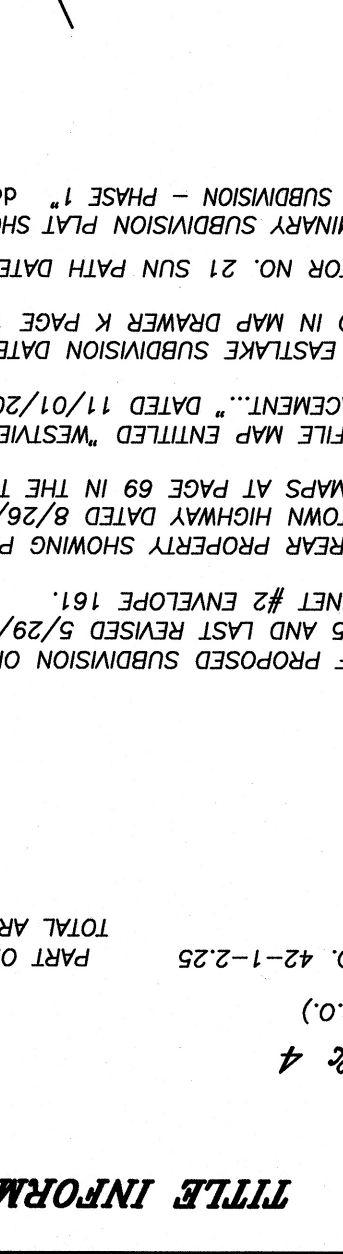 TITLE INFORM
& 4
.O.)
O. 42-1-2.25 PART O
TOTAL AR
F PROPOSED SUBDIVISION O
5 AND LAST REVISED 5/29/
NET #2 ENVELOPE 161.
REAR PROPERTY SHOWING P
TOWN HIGHWAY DATED 8/26/
MAPS AT PAGE 69 IN THE T
FILE MAP ENTITLED "WESTVIE
ACEMENT..." DATED 11/01/20
EASTLAKE SUBDIVISION DATE
D IN MAP DRAWER K PAGE
TOR NO. 21 SUN PATH DATE
MINARY SUBDIVISION PLAT SH
SUBDIVISION – PHASE 1" da